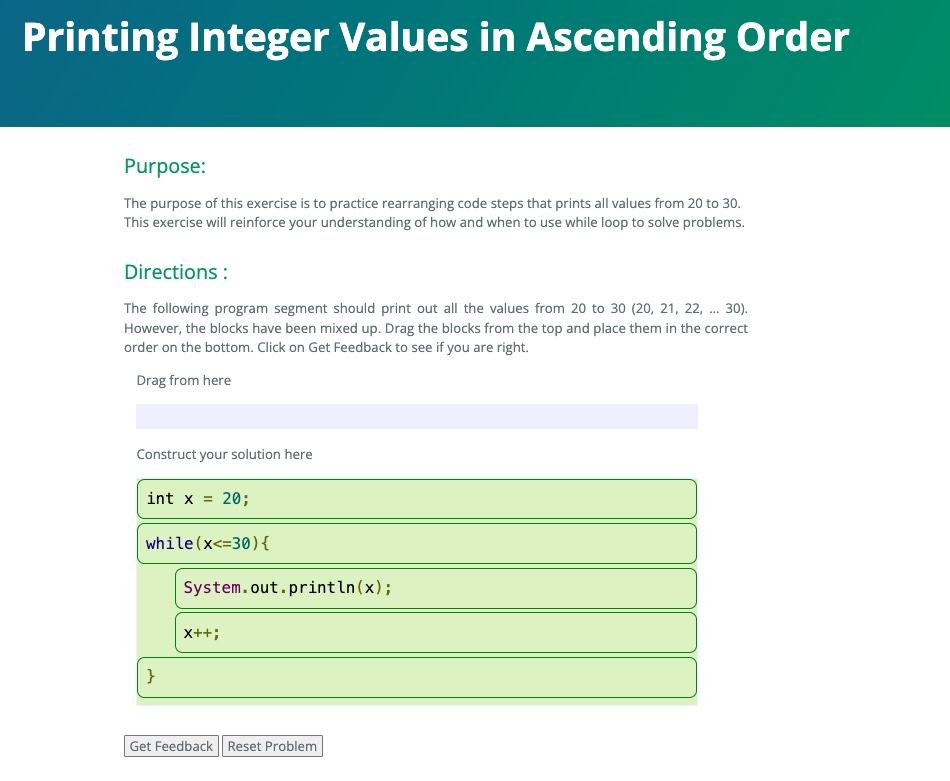 Printing Integer Values in Ascending Order
Purpose:
The purpose of this exercise is to practice rearranging code steps that prints all values from 20 to 30.
This exercise will reinforce your understanding of how and when to use while loop to solve problems.
Directions :
The following program segment should print out all the values from 20 to 30 (20, 21, 22, ... 30).
However, the blocks have been mixed up. Drag the blocks from the top and place them in the correct
order on the bottom. Click on Get Feedback to see if you are right.
Drag from here
Construct your solution here
int x = 20;
while(x<=30){
System.out.println(x);
x++;
}
Get Feedback Reset Problem